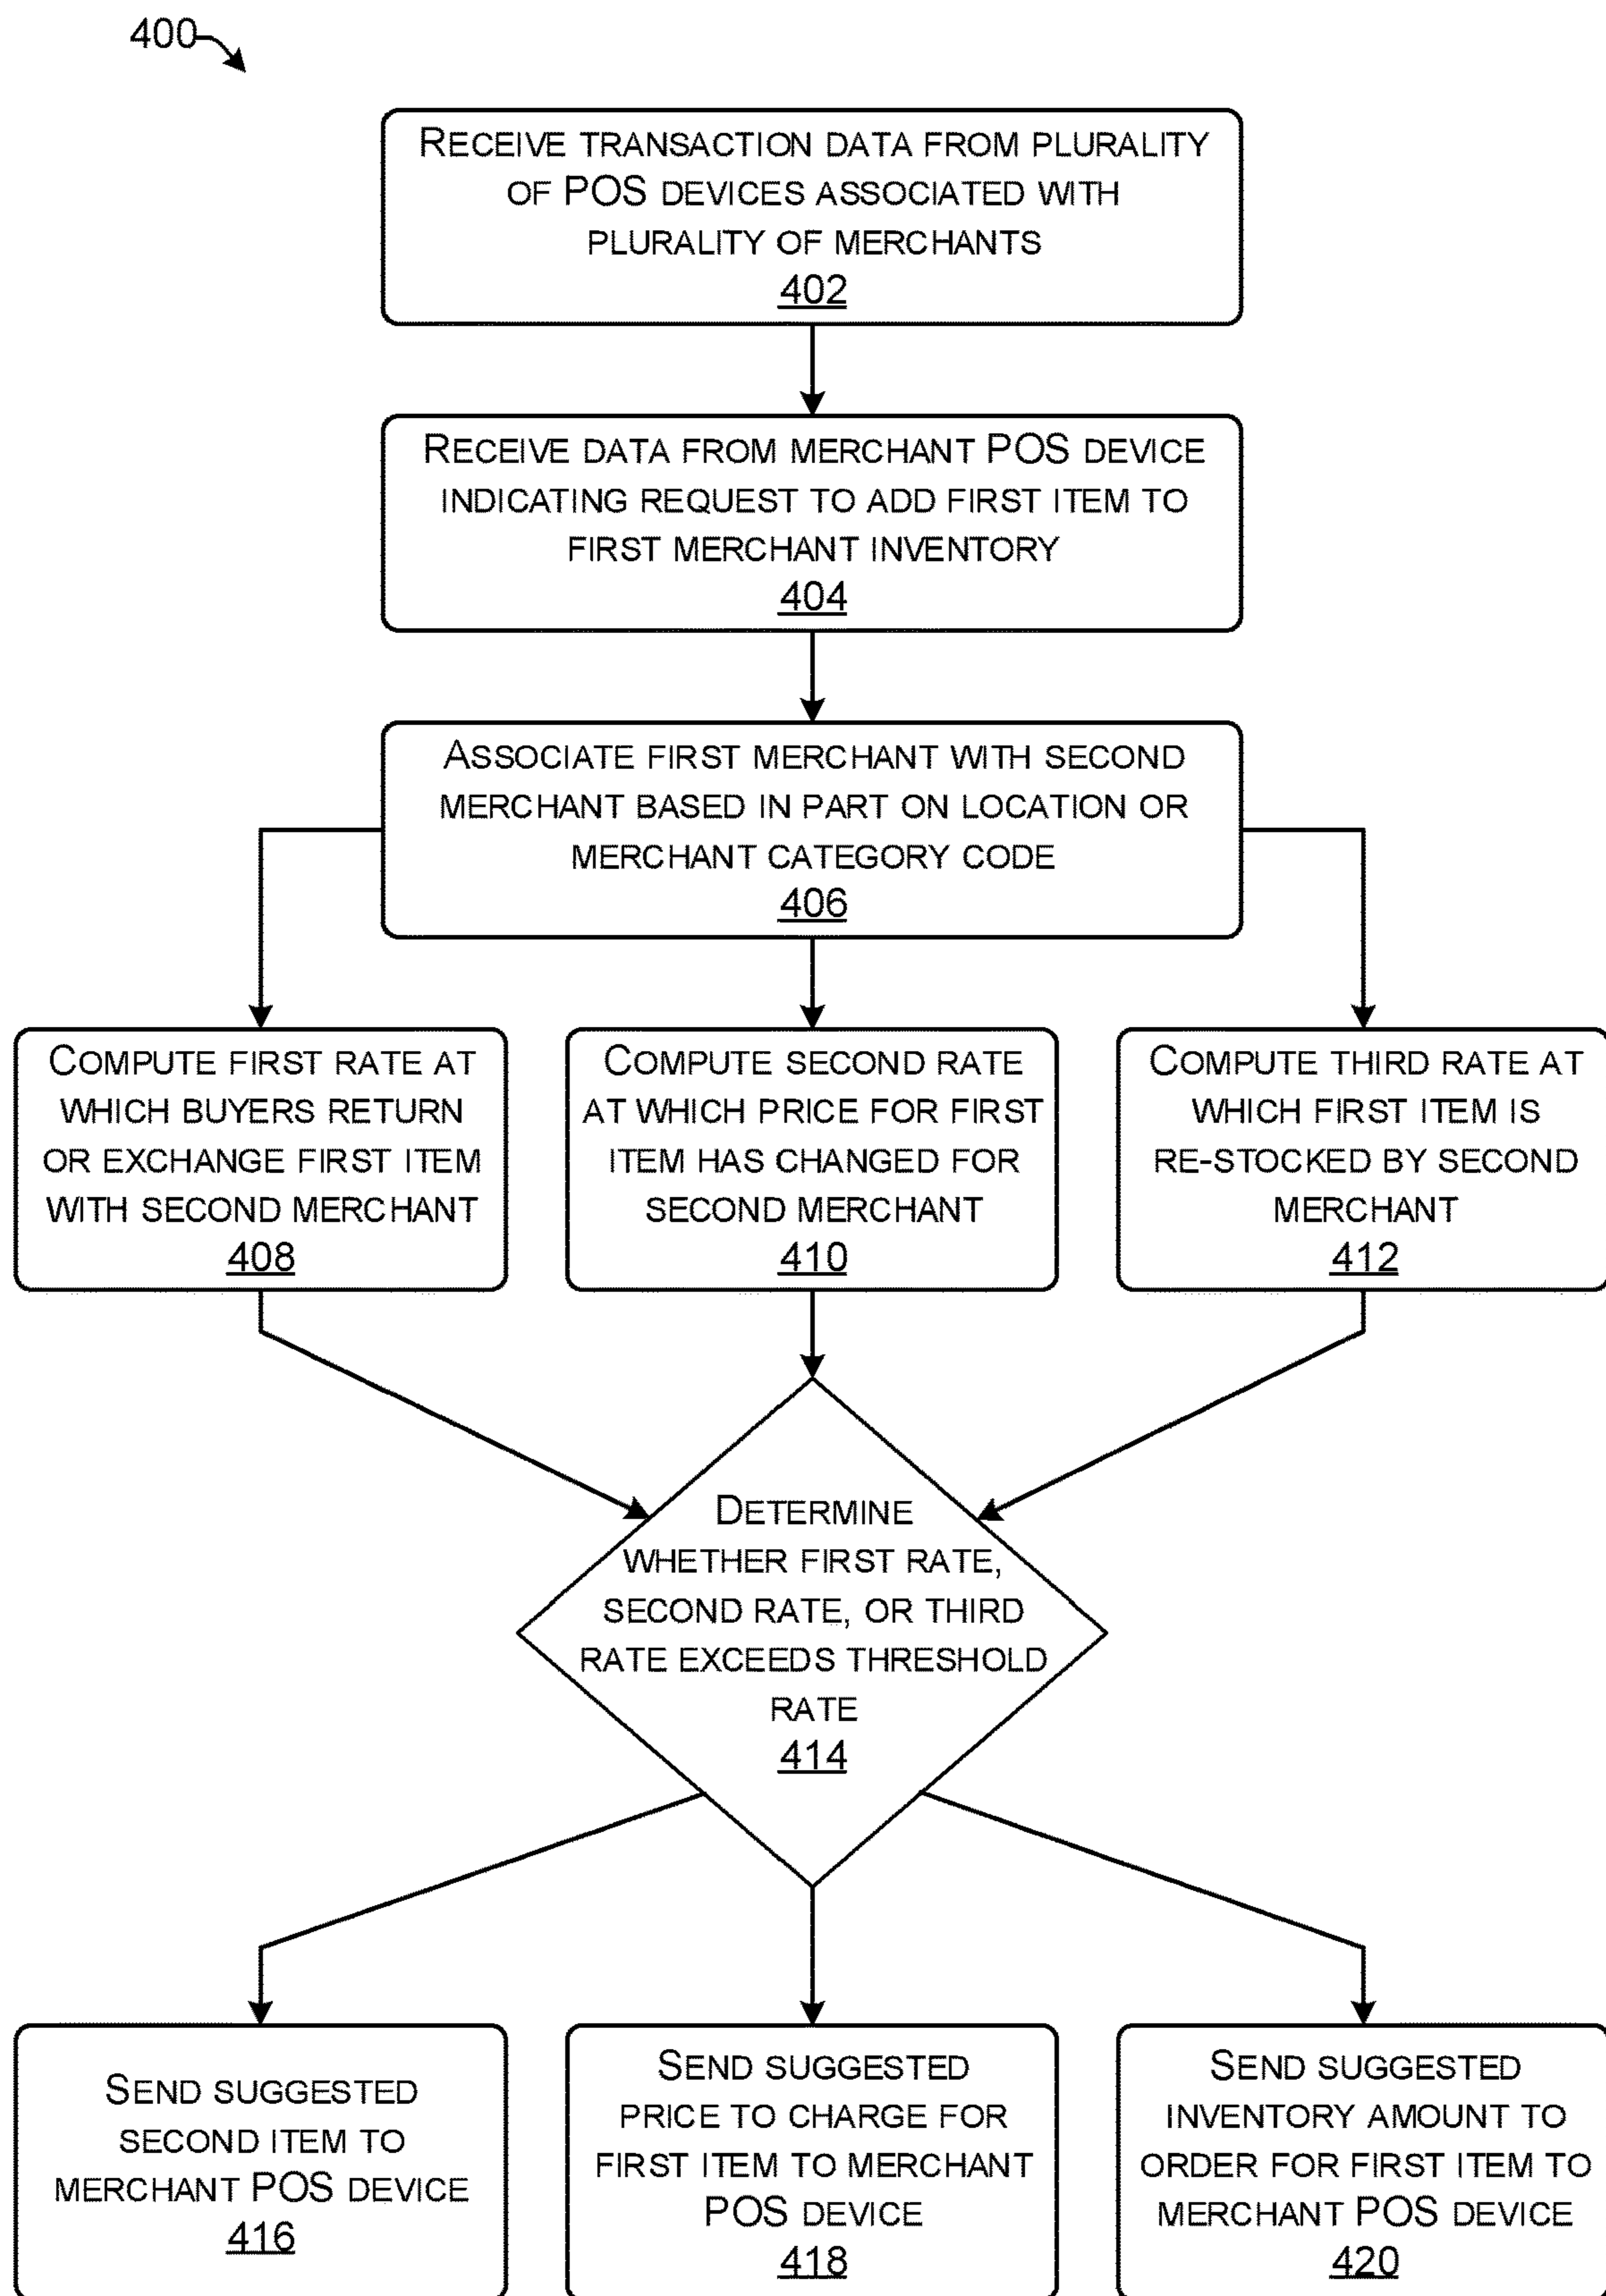 400
RECEIVE TRANSACTION DATA FROM PLURALITY
OF POS DEVICES ASSOCIATED WITH
PLURALITY OF MERCHANTS
402
RECEIVE DATA FROM MERCHANT POS DEVICE
INDICATING REQUEST TO ADD FIRST ITEM TO
FIRST MERCHANT INVENTORY
404
ASSOCIATE FIRST MERCHANT WITH SECOND
MERCHANT BASED IN PART ON LOCATION OR
MERCHANT CATEGORY CODE
406
COMPUTE FIRST RATE AT
WHICH BUYERS RETURN
OR EXCHANGE FIRST ITEM
WITH SECOND MERCHANT
408
COMPUTE SECOND RATE
AT WHICH PRICE FOR FIRST
ITEM HAS CHANGED FOR
SECOND MERCHANT
410
COMPUTE THIRD RATE AT
WHICH FIRST ITEM IS
RE-STOCKED BY SECOND
MERCHANT
412
DETERMINE
WHETHER FIRST RATE,
SECOND RATE, OR THIRD
RATE EXCEEDS THRESHOLD
RATE
414
SEND SUGGESTED
SECOND ITEM TO
MERCHANT POS DEVICE
416
SEND SUGGESTED
PRICE TO CHARGE FOR
FIRST ITEM TO MERCHANT
POS DEVICE
418
SEND SUGGESTED
INVENTORY AMOUNT TO
ORDER FOR FIRST ITEM TO
MERCHANT POS DEVICE
420